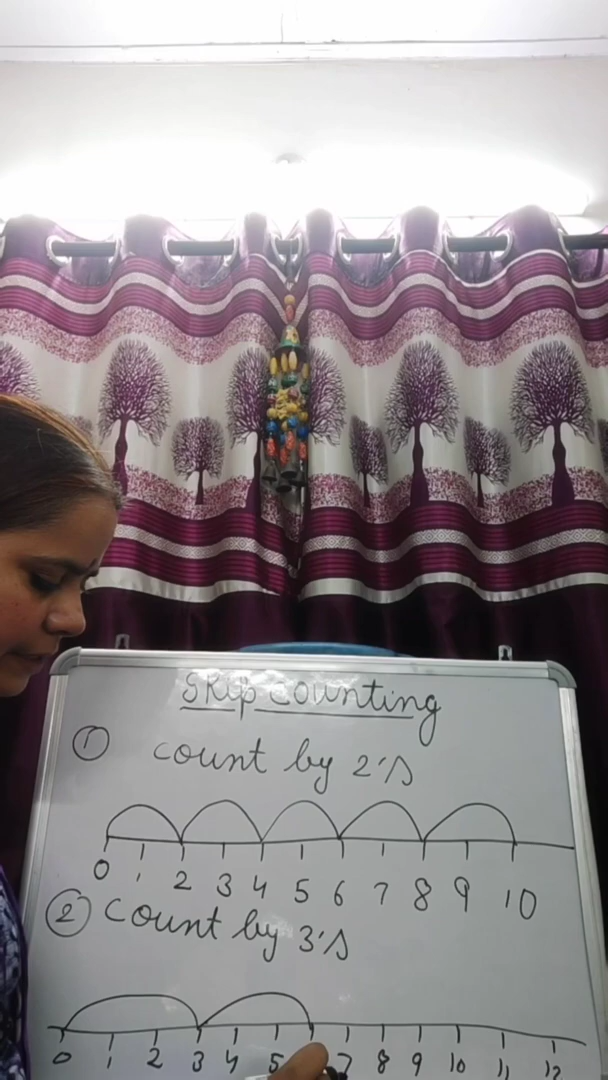 Skip counting
① count by 2's
0 1 2 3 4 5 6 7 8 9 10
② count by 3's
0 1 2 3 4 5 7 8 9 10 11 12